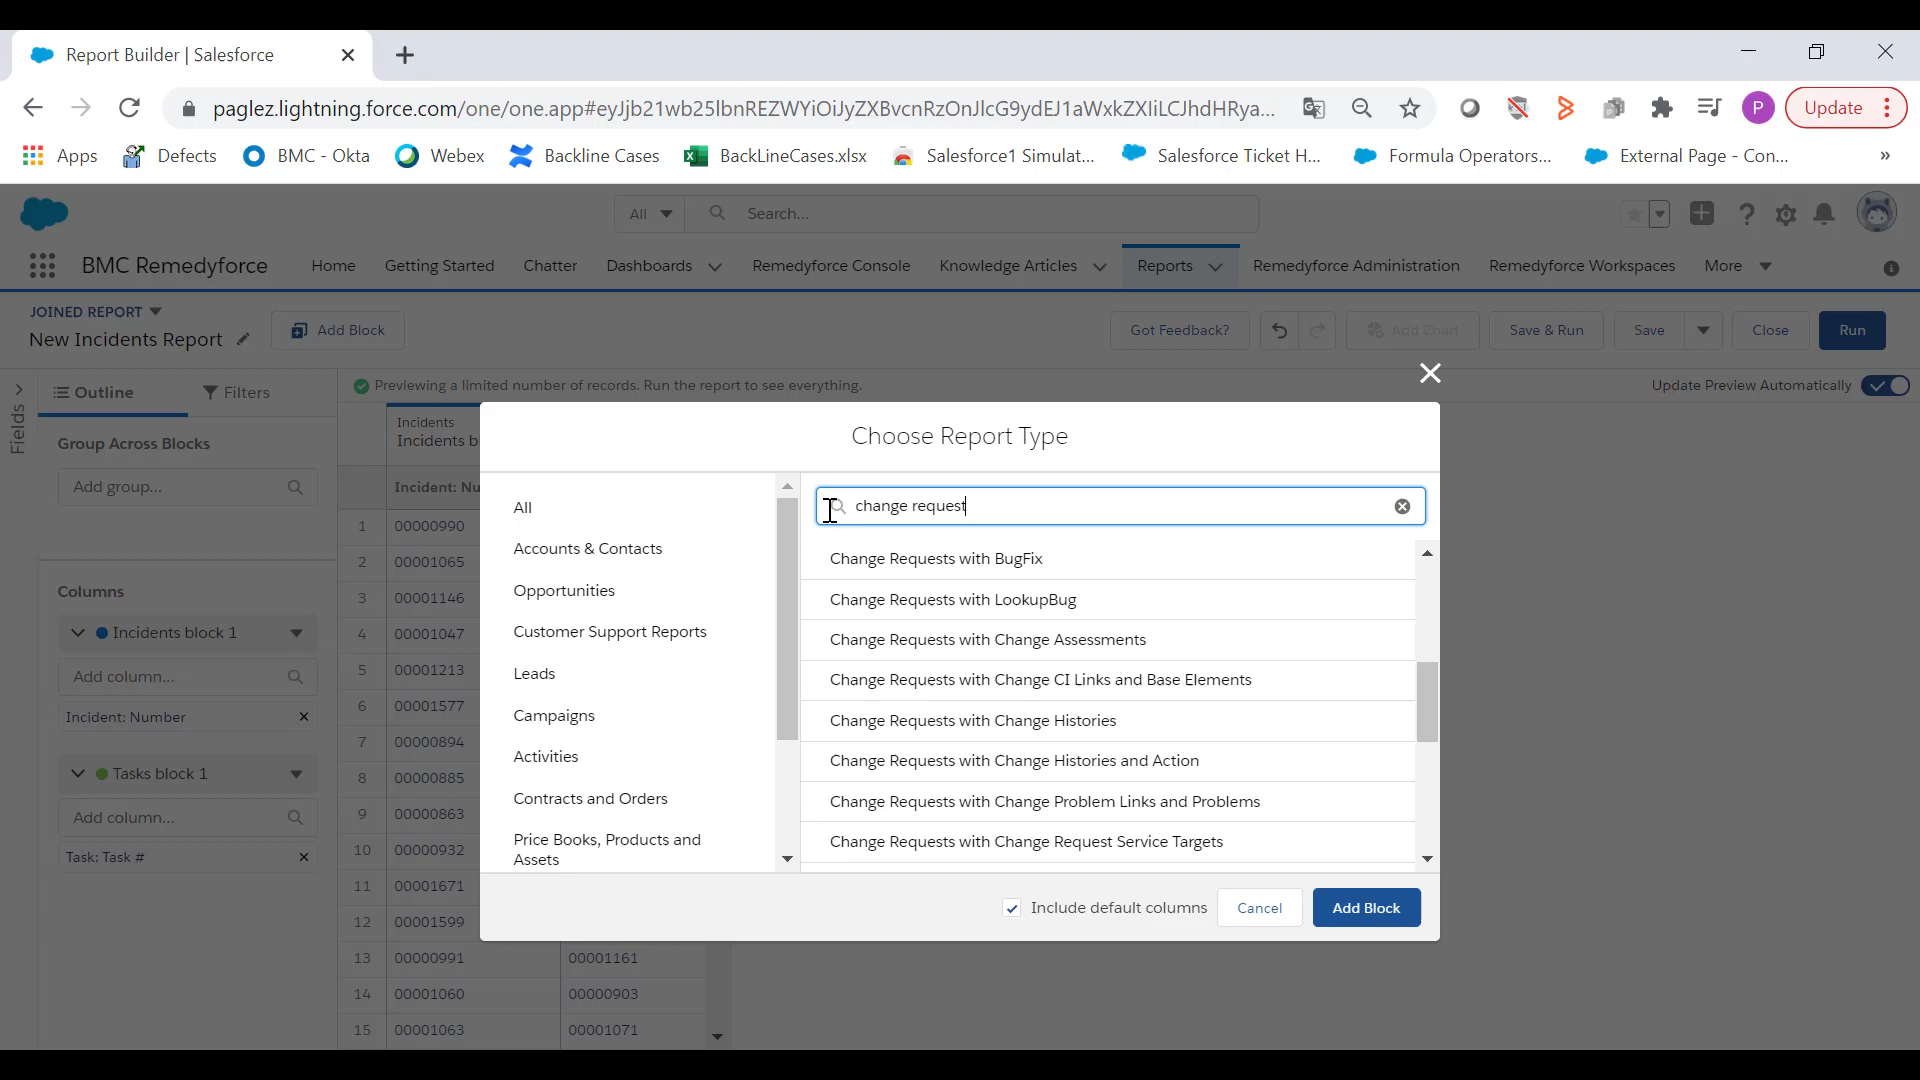 Report Builder | Salesforce
paglez.lightning.force.com/one/one.app#eyJjb21wb25lbnREZWYiOiJyZXBvcnRzOnJlcG9ydEJ1aWxkZXIiLCJhdHRya...
P
Update
Apps
Defects
BMC - Okta
Webex
Backline Cases
BackLineCases.xlsx
Salesforce1 Simulat...
Salesforce Ticket H...
Formula Operators...
External Page - Con...
»
All
Search...
BMC Remedyforce
Home
Getting Started
Chatter
Dashboards
Remedyforce Console
Knowledge Articles
Reports
Remedyforce Administration
Remedyforce Workspaces
More
JOINED REPORT
New Incidents Report
Add Block
Got Feedback?
Add Chart
Save & Run
Save
Close
Run
Fields
Outline
Filters
Previewing a limited number of records. Run the report to see everything.
Update Preview Automatically
Group Across Blocks
Add group...
Columns
Incidents block 1
Add column...
Incident: Number
Tasks block 1
Add column...
Task: Task #
Incidents
Incidents b
Incident: Nu
1 00000990
2 00001065
3 00001146
4 00001047
5 00001213
6 00001577
7 00000894
8 00000885
9 00000863
10 00000932
11 00001671
12 00001599
13 00000991 00001161
14 00001060 00000903
15 00001063 00001071
Choose Report Type
All
Accounts & Contacts
Opportunities
Customer Support Reports
Leads
Campaigns
Activities
Contracts and Orders
Price Books, Products and
Assets
change request
Change Requests with BugFix
Change Requests with LookupBug
Change Requests with Change Assessments
Change Requests with Change CI Links and Base Elements
Change Requests with Change Histories
Change Requests with Change Histories and Action
Change Requests with Change Problem Links and Problems
Change Requests with Change Request Service Targets
Include default columns
Cancel
Add Block